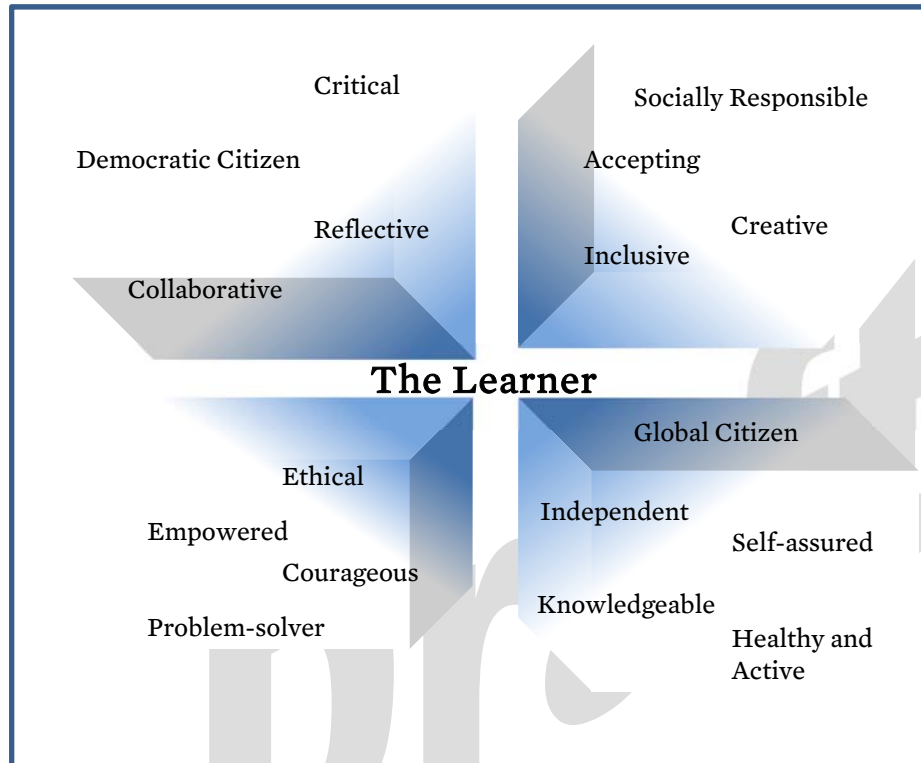 Critical
Socially Responsible
Democratic Citizen
Accepting
Reflective
Creative
Inclusive
Collaborative
The Learner
Global Citizen
Ethical
Independent
Empowered
Self-assured
Courageous
Knowledgeable
Problem-solver
Healthy and
Active